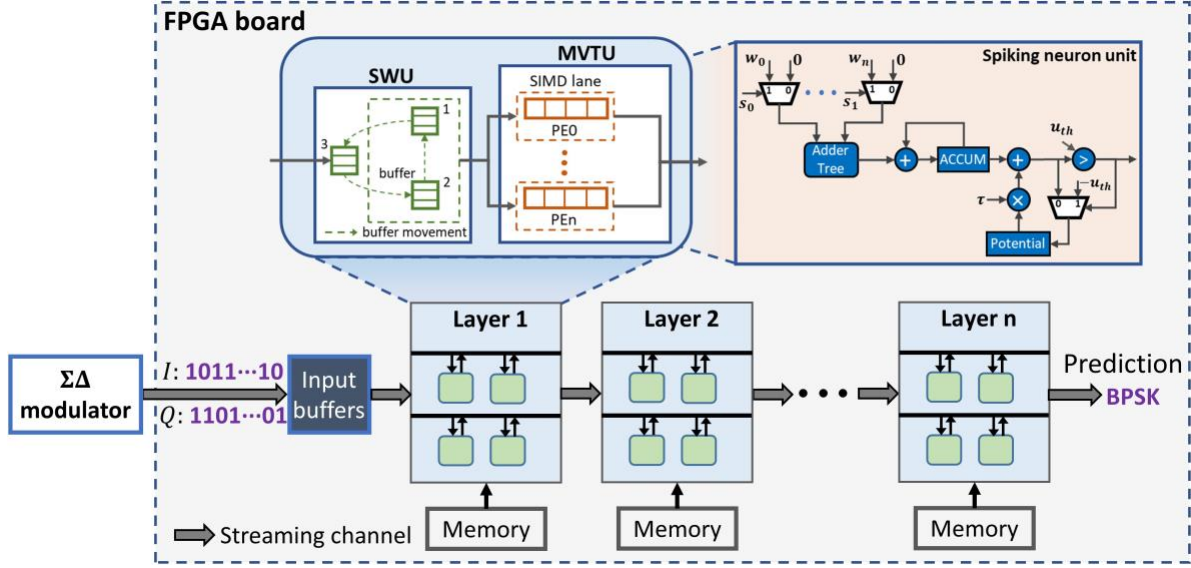 FPGA board
SWU
1
3
buffer
2
buffer movement
MVTU
SIMD lane
PE0
PEn
Spiking neuron unit
w₀ 0 wₙ 0
1 0 1 0
s₀ s₁
Adder
Tree
+
ACCUM
+
u_th
>
-u_th
τ
×
0 1
Potential
Layer 1
Layer 2
Layer n
ΣΔ
modulator
I: 1011···10
Q: 1101···01
Input
buffers
Prediction
BPSK
Memory
Memory
Memory
Streaming channel